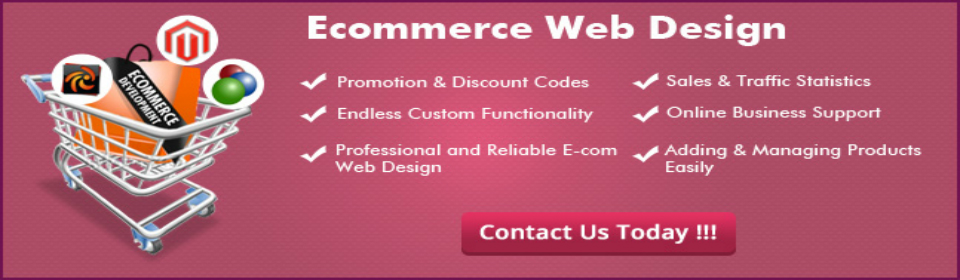 Ecommerce Web Design
ECOMMERCE
DEVELOPMENT
Promotion & Discount Codes
Endless Custom Functionality
Professional and Reliable E-com
Web Design
Sales & Traffic Statistics
Online Business Support
Adding & Managing Products
Easily
Contact Us Today !!!